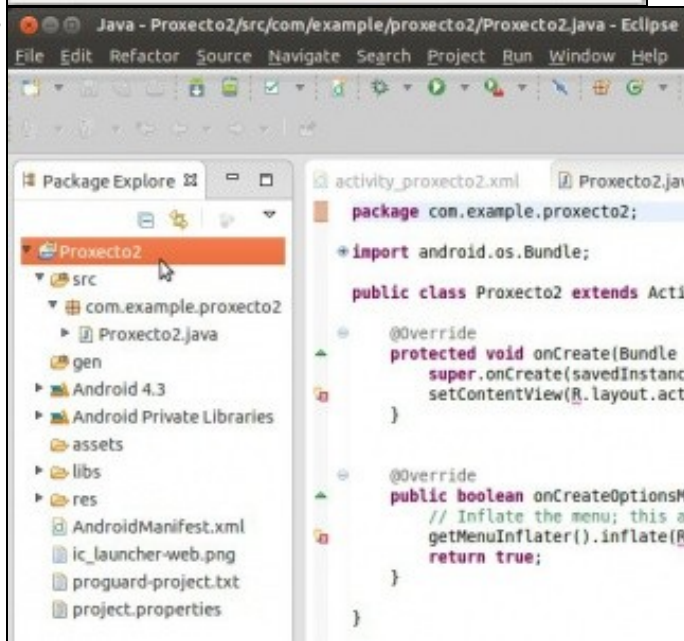 Java - Proxecto2/src/com/example/proxecto2/Proxecto2.java - Eclipse
File Edit Refactor Source Navigate Search Project Run Window Help
Package Explore
activity_proxecto2.xml
Proxecto2.jav
Proxecto2
src
com.example.proxecto2
Proxecto2.java
gen
Android 4.3
Android Private Libraries
assets
libs
res
AndroidManifest.xml
ic_launcher-web.png
proguard-project.txt
project.properties
package com.example.proxecto2;
import android.os.Bundle;
public class Proxecto2 extends Acti
@Override
protected void onCreate(Bundle
super.onCreate(savedInstanc
setContentView(R.layout.act
}
@Override
public boolean onCreateOptionsM
// Inflate the menu; this a
getMenuInflater().inflate(R
return true;
}
}